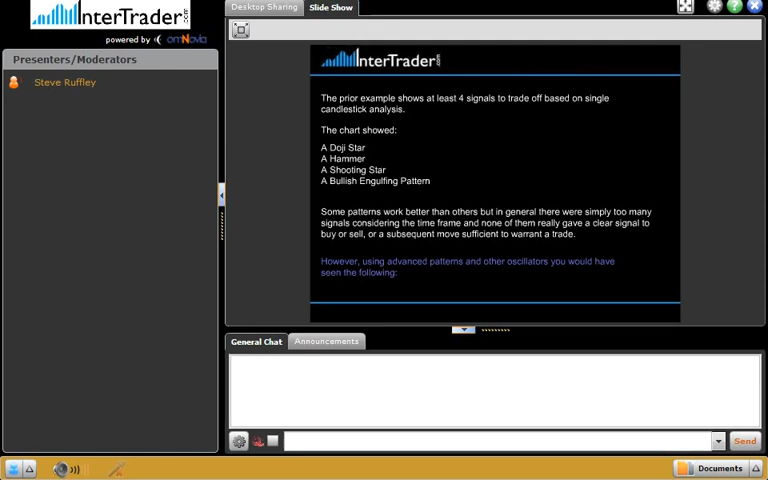 InterTrader.com
powered by omNovia
Presenters/Moderators
Steve Ruffley
Desktop Sharing
Slide Show
InterTrader.com
The prior example shows at least 4 signals to trade off based on single
candlestick analysis.
The chart showed:
A Doji Star
A Hammer
A Shooting Star
A Bullish Engulfing Pattern
Some patterns work better than others but in general there were simply too many
signals considering the time frame and none of them really gave a clear signal to
buy or sell, or a subsequent move sufficient to warrant a trade.
However, using advanced patterns and other oscillators you would have
seen the following:
General Chat
Announcements
Send
Documents